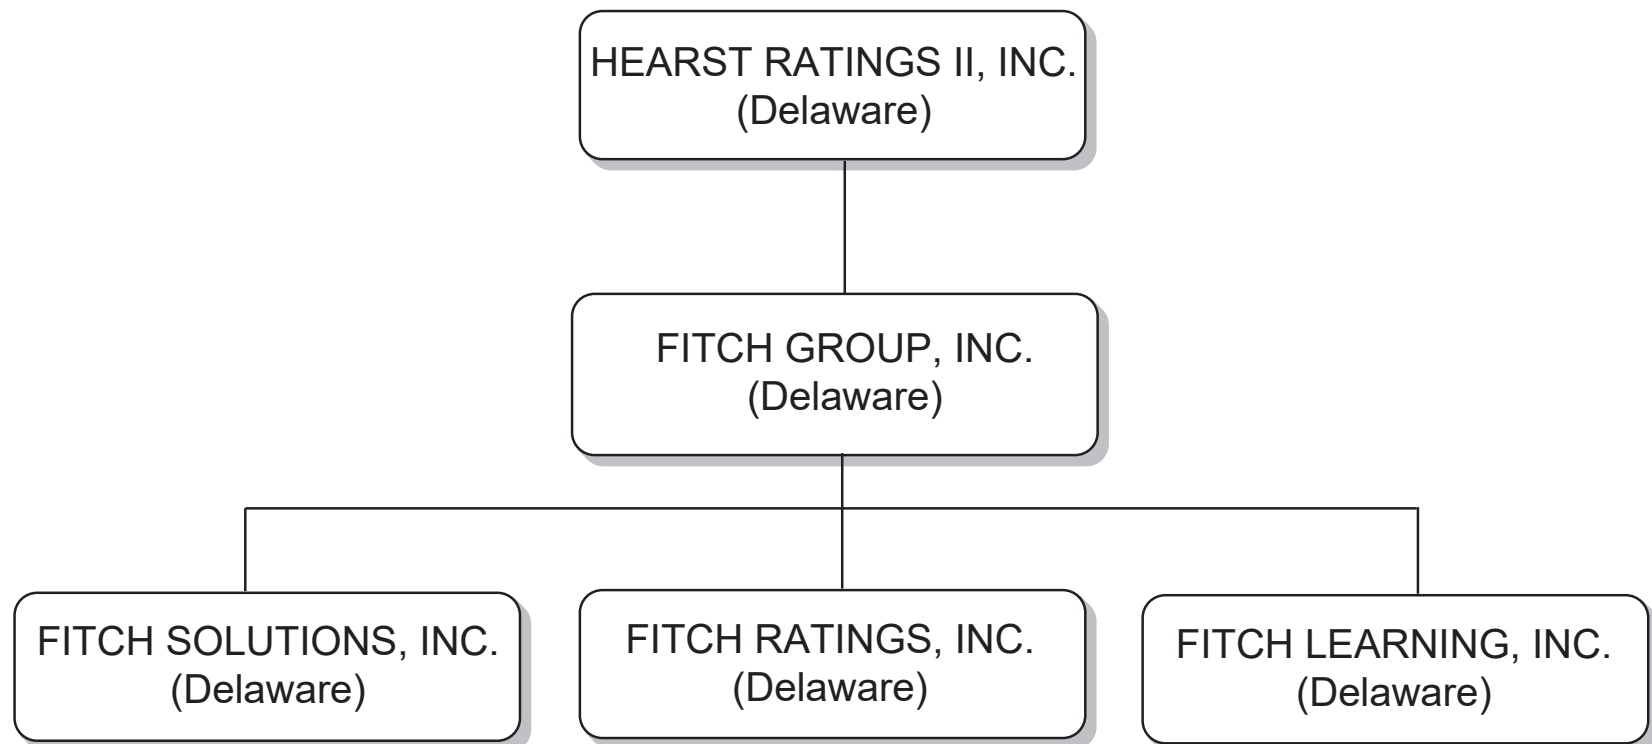 HEARST RATINGS II, INC.
(Delaware)
FITCH GROUP, INC.
(Delaware)
FITCH SOLUTIONS, INC.
(Delaware)
FITCH RATINGS, INC.
(Delaware)
FITCH LEARNING, INC.
(Delaware)